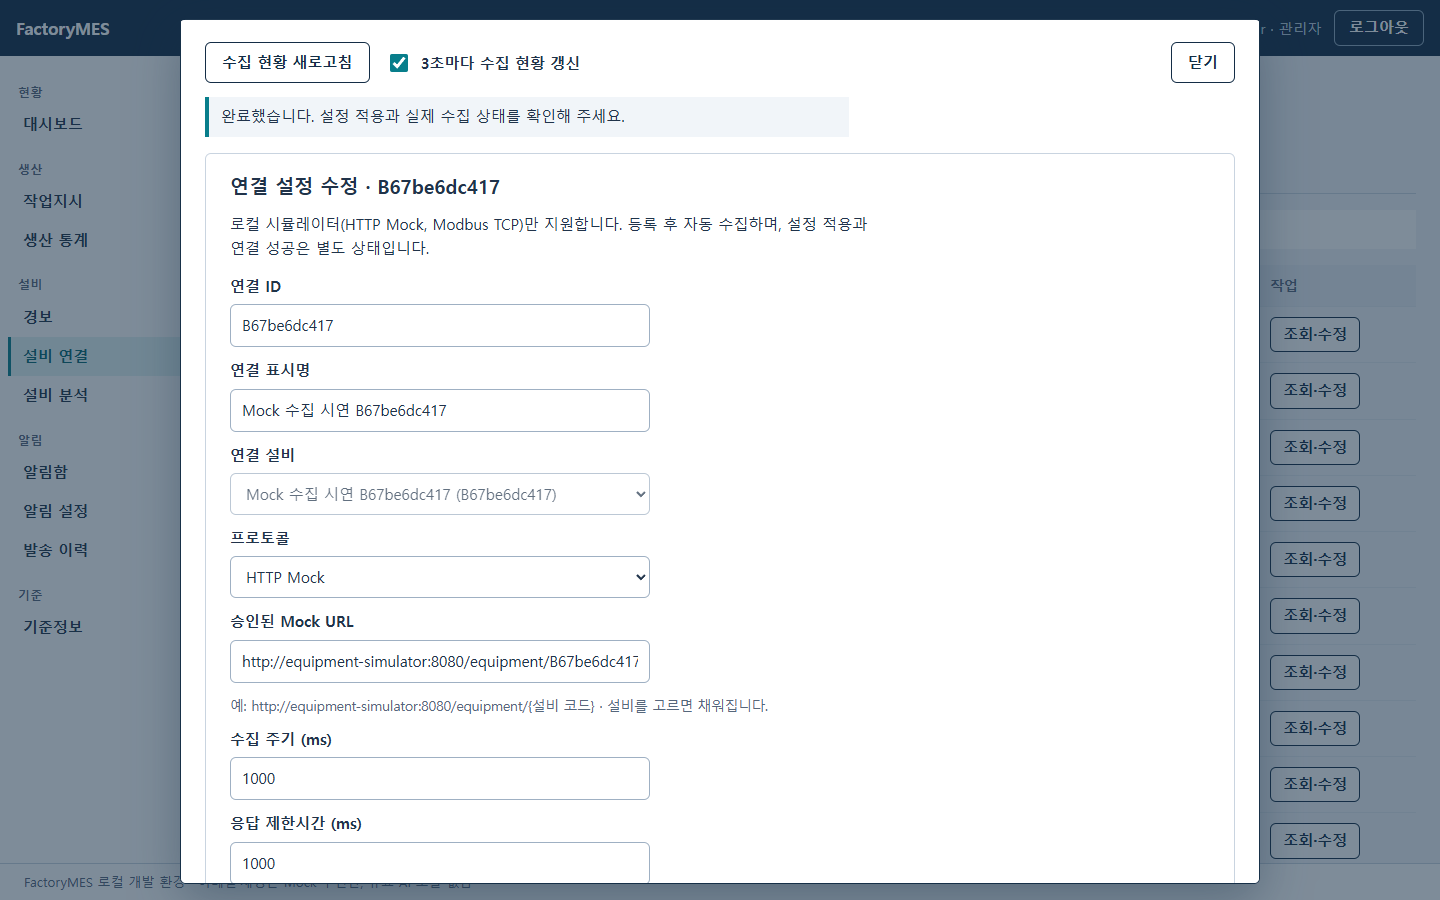 FactoryMES
수집 현황 새로고침
3초마다 수집 현황 갱신
닫기
r · 관리자
로그아웃
완료했습니다. 설정 적용과 실제 수집 상태를 확인해 주세요.
현황
대시보드
생산
작업지시
생산 통계
설비
경보
설비 연결
설비 분석
알림
알림함
알림 설정
발송 이력
기준
기준정보
연결 설정 수정 · B67be6dc417
로컬 시뮬레이터(HTTP Mock, Modbus TCP)만 지원합니다. 등록 후 자동 수집하며, 설정 적용과
연결 성공은 별도 상태입니다.
연결 ID
B67be6dc417
연결 표시명
Mock 수집 시연 B67be6dc417
연결 설비
Mock 수집 시연 B67be6dc417 (B67be6dc417)
프로토콜
HTTP Mock
승인된 Mock URL
http://equipment-simulator:8080/equipment/B67be6dc417
예: http://equipment-simulator:8080/equipment/{설비 코드} · 설비를 고르면 채워집니다.
수집 주기 (ms)
1000
응답 제한시간 (ms)
1000
작업
조회·수정
조회·수정
조회·수정
조회·수정
조회·수정
조회·수정
조회·수정
조회·수정
조회·수정
조회·수정
FactoryMES 로컬 개발 환경